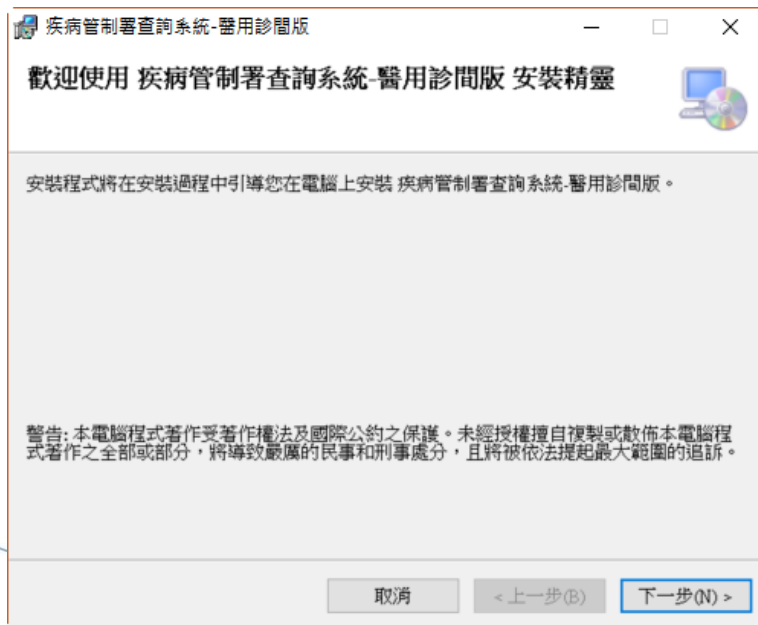 疾病管制署查詢系統-醫用診間版
歡迎使用 疾病管制署查詢系統-醫用診間版 安裝精靈
安裝程式將在安裝過程中引導您在電腦上安裝 疾病管制署查詢系統-醫用診間版。
警告: 本電腦程式著作受著作權法及國際公約之保護。未經授權擅自複製或散佈本電腦程
式著作之全部或部分，將導致嚴厲的民事和刑事處分，且將被依法提起最大範圍的追訴。
取消
< 上一步(B)
下一步(N) >